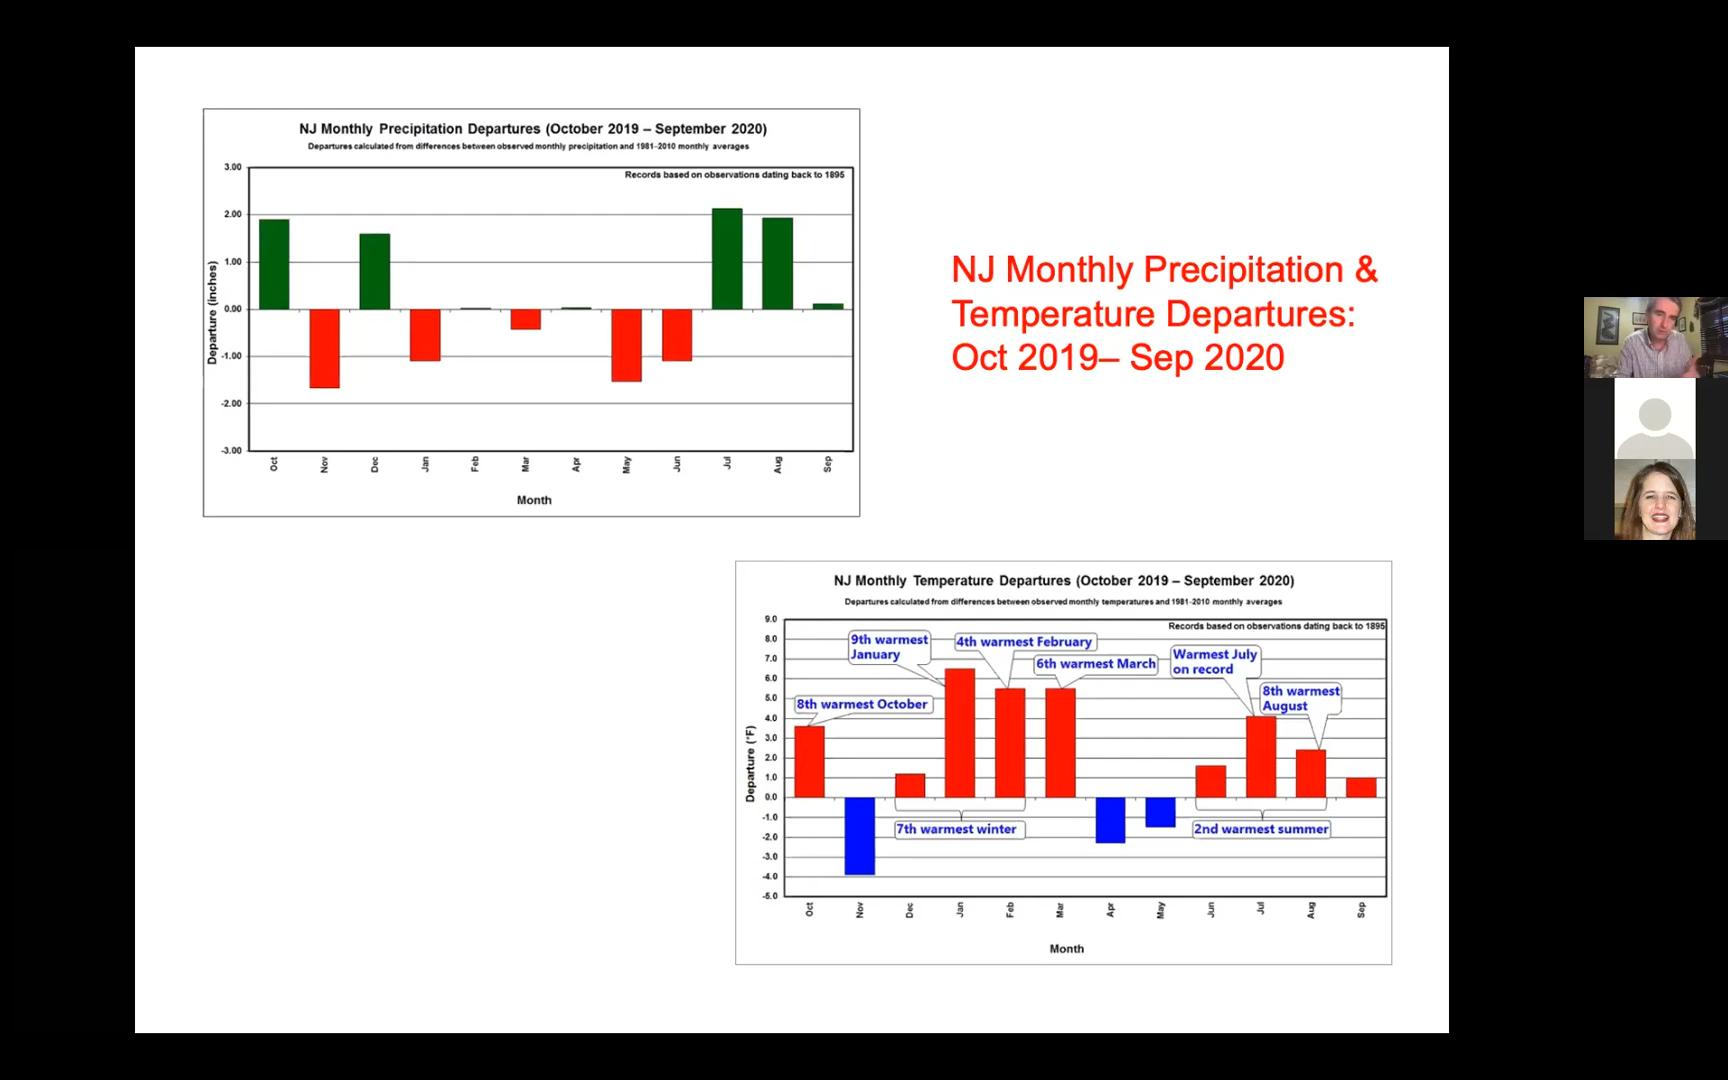 NJ Monthly Precipitation Departures (October 2019 – September 2020)
Departures calculated from differences between observed monthly precipitation and 1981-2010 monthly averages
Records based on observations dating back to 1895
3.00
2.00
1.00
0.00
-1.00
-2.00
-3.00
Departure (inches)
Oct
Nov
Dec
Jan
Feb
Mar
Apr
May
Jun
Jul
Aug
Sep
Month
NJ Monthly Precipitation &
Temperature Departures:
Oct 2019– Sep 2020
NJ Monthly Temperature Departures (October 2019 – September 2020)
Departures calculated from differences between observed monthly temperatures and 1981-2010 monthly averages
Records based on observations dating back to 1895
9.0
8.0
7.0
6.0
5.0
4.0
3.0
2.0
1.0
0.0
-1.0
-2.0
-3.0
-4.0
-5.0
Departure (°F)
8th warmest October
9th warmest
January
4th warmest February
6th warmest March
Warmest July
on record
8th warmest
August
7th warmest winter
2nd warmest summer
Oct
Nov
Dec
Jan
Feb
Mar
Apr
May
Jun
Jul
Aug
Sep
Month